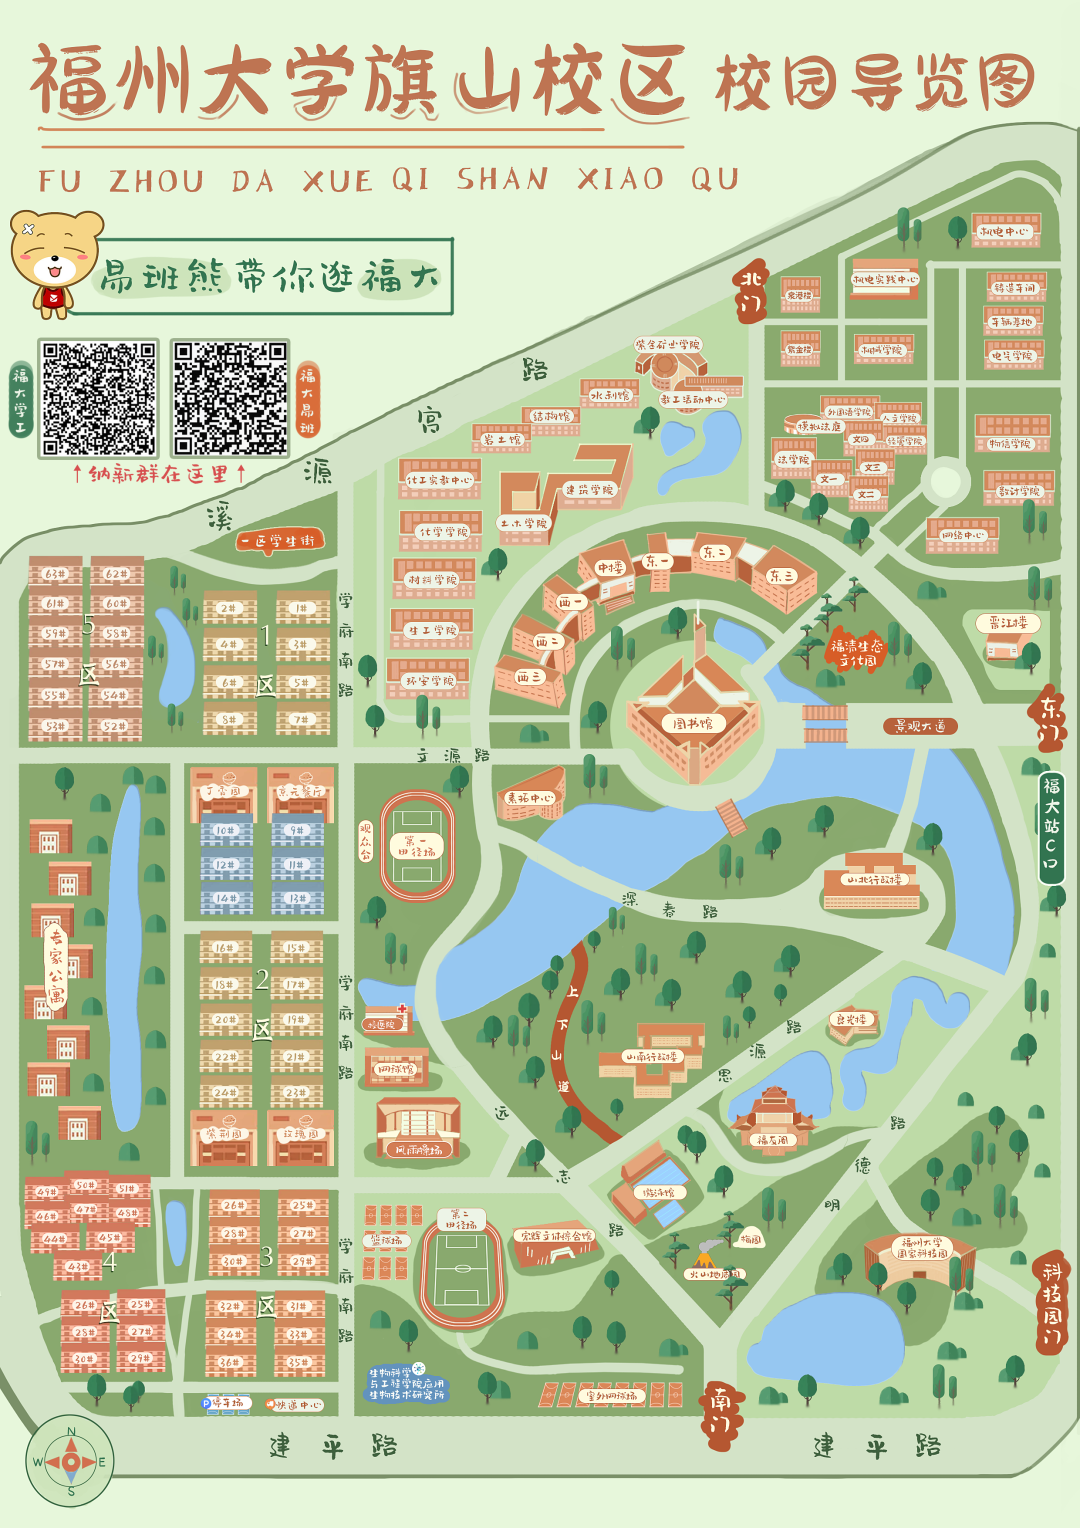 福州大学旗山校区 校园导览图
FU ZHOU DA XUE QI SHAN XIAO QU
易班熊带你逛福大
福大学工
福大易班
↑纳新群在这里↑
溪源宫路
北门
机电中心
机电实践中心
铸造车间
车辆基地
电气学院
紫金楼
机械学院
紫金矿业学院
教工活动中心
水利馆
结构馆
岩土馆
建筑学院
土木学院
化工实教中心
化学学院
材料学院
生工学院
环安学院
外国语学院
人文学院
模拟法庭
文四
经管学院
法学院
文三
文一
文二
物信学院
数计学院
网络中心
晋江楼
东门
福大站C口
景观大道
福清生态
文化园
中楼
东一
东二
东三
西一
西二
西三
图书馆
素拓中心
文源路
一区学生街
学府南路
63#
62#
61#
60#
59#
58#
57#
56#
55#
54#
53#
52#
5区
2#
1#
4#
3#
6#
5#
8#
7#
1区
丁香园
京元餐厅
10#
9#
12#
11#
14#
13#
16#
15#
18#
17#
20#
19#
22#
21#
24#
23#
2区
紫荆园
玫瑰园
专家公寓
学府南路
观众台
第一
田径场
校医院
网球馆
风雨操场
深春路
山北行政楼
上下山道
山南行政楼
良光楼
思源路
福友阁
远志路
明德路
游泳馆
梅园
火山地质园
福州大学
国家科技园
科技园门
49#
50#
51#
46#
47#
48#
44#
45#
43#
4区
26#
25#
28#
27#
30#
29#
26#
25#
28#
27#
30#
29#
3区
32#
31#
34#
33#
36#
35#
学府南路
篮球场
第二
田径场
宏辉文体综合馆
生物科学
与工程学院应用
生物技术研究所
室外网球场
P停车场
快递中心
南门
建平路
建平路
N
W
E
S